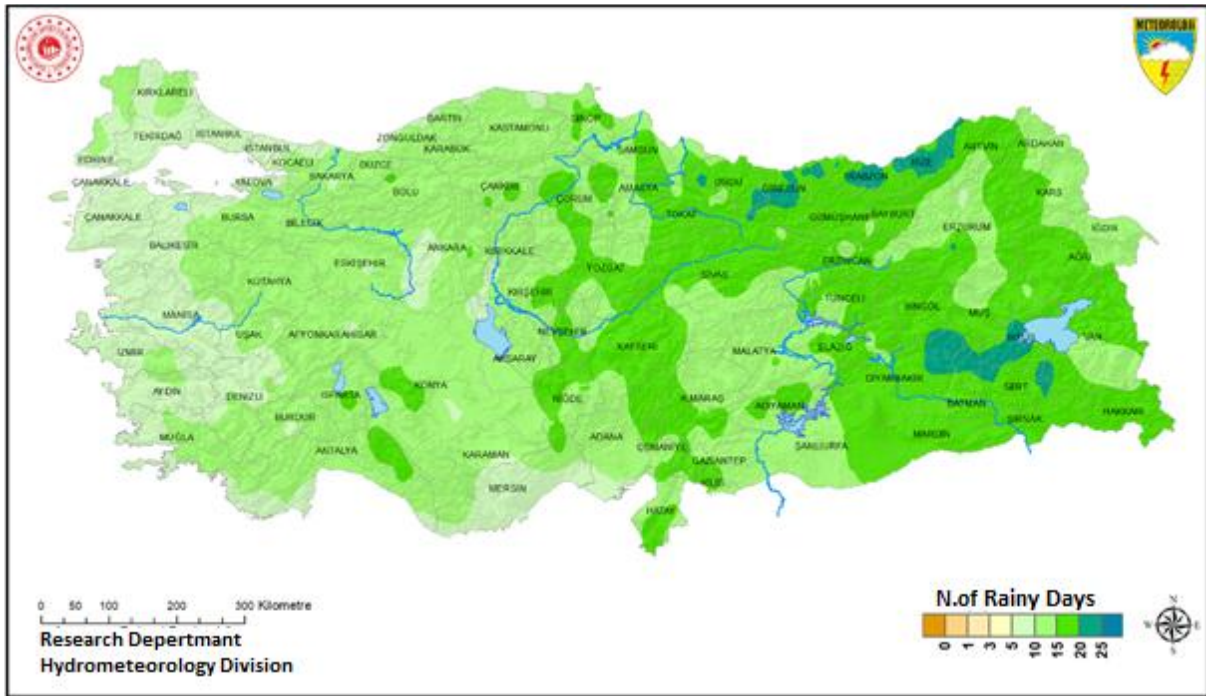 METEOROLOJİ
KIRKLARELİ
TEKİRDAĞ
İSTANBUL
İSTANBUL
EDİRNE
KOCAELİ
YALOVA
SAKARYA
DÜZCE
ZONGULDAK
BARTIN
KARABÜK
KASTAMONU
SİNOP
SAMSUN
ORDU
GİRESUN
TRABZON
RİZE
ARTVİN
ARDAHAN
ÇANAKKALE
ÇANAKKALE
BALIKESİR
BURSA
BİLECİK
BOLU
ÇANKIRI
ÇORUM
AMASYA
TOKAT
GÜMÜŞHANE
BAYBURT
ERZURUM
KARS
IĞDIR
AĞRI
ESKİŞEHİR
ANKARA
KIRIKKALE
YOZGAT
SİVAS
ERZİNCAN
KÜTAHYA
KIRŞEHİR
TUNCELİ
BİNGÖL
MUŞ
MANİSA
UŞAK
AFYONKARAHİSAR
NEVŞEHİR
KAYSERİ
MALATYA
ELAZIĞ
VAN
İZMİR
AKSARAY
DİYARBAKIR
SİİRT
AYDIN
DENİZLİ
ISPARTA
KONYA
NİĞDE
K.MARAŞ
ADIYAMAN
BATMAN
ŞIRNAK
HAKKARİ
BURDUR
MUĞLA
ANTALYA
KARAMAN
ADANA
OSMANİYE
GAZİANTEP
ŞANLIURFA
MARDİN
MERSİN
KİLİS
HATAY
0 50 100 200 300 Kilometre
Research Depertmant
Hydrometeorology Division
N.of Rainy Days
0 1 3 5 10 15 20 25
N
W E
S